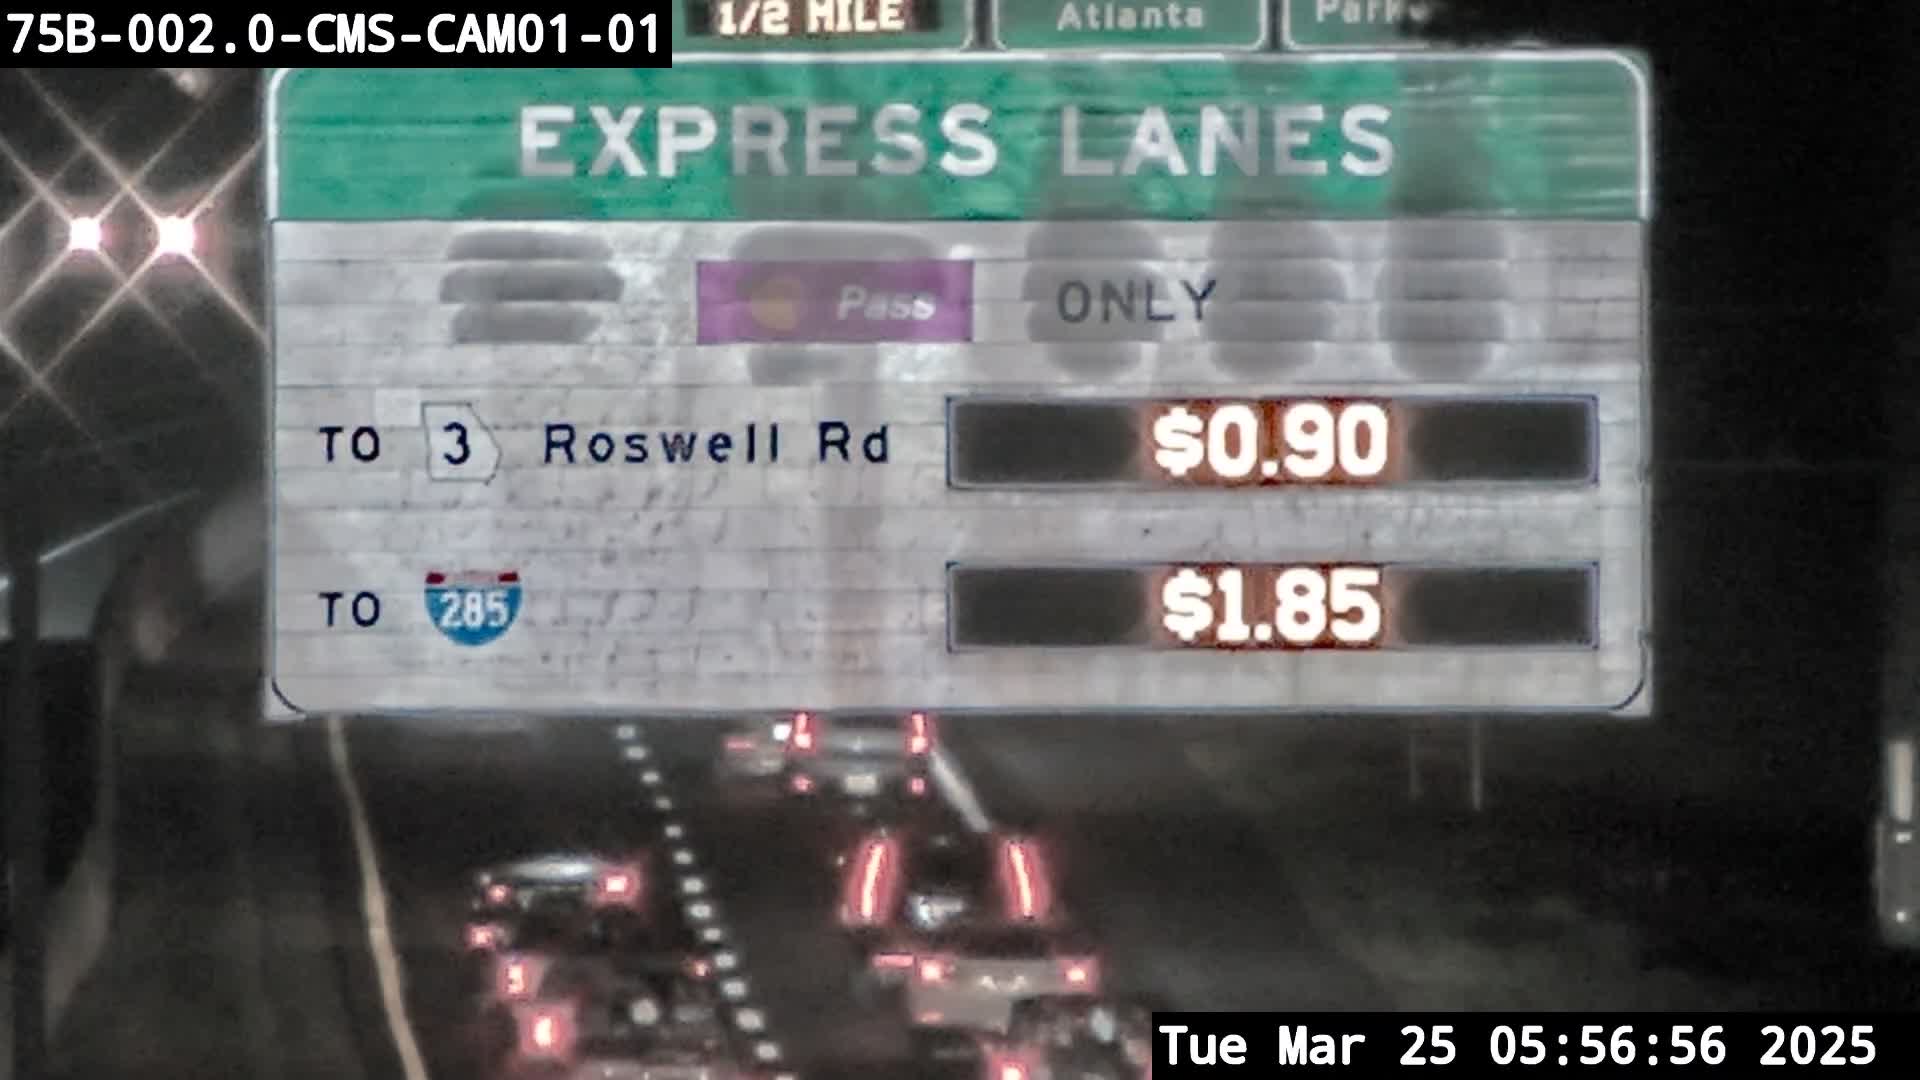 75B-002.0-CMS-CAM01-01
1/2 MILE
Atlanta
EXPRESS LANES
Pass ONLY
TO 3 Roswell Rd $0.90
TO 285 $1.85
Tue Mar 25 05:56:56 2025